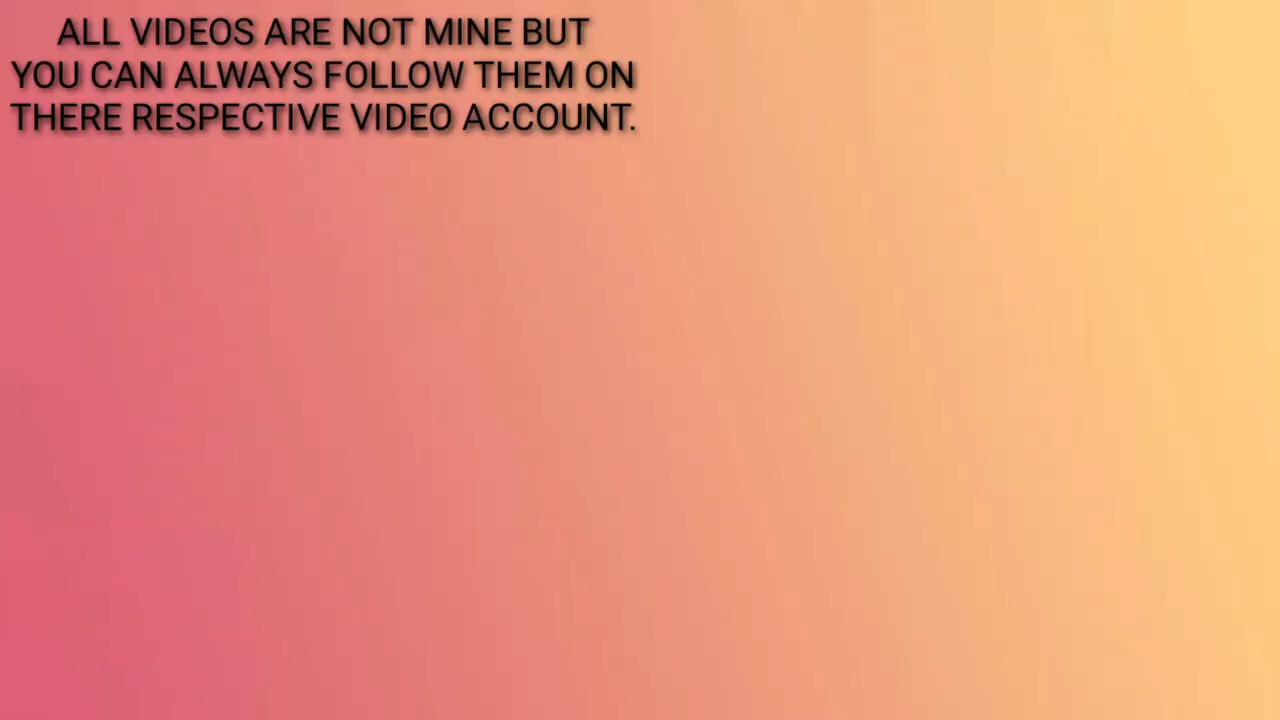 ALL VIDEOS ARE NOT MINE BUT
YOU CAN ALWAYS FOLLOW THEM ON
THERE RESPECTIVE VIDEO ACCOUNT.